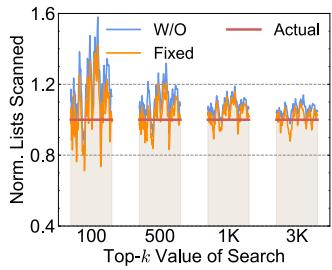 Norm. Lists Scanned
1.6
1.2
0.8
0.4
W/O
Actual
Fixed
100 500 1K 3K
Top-k Value of Search